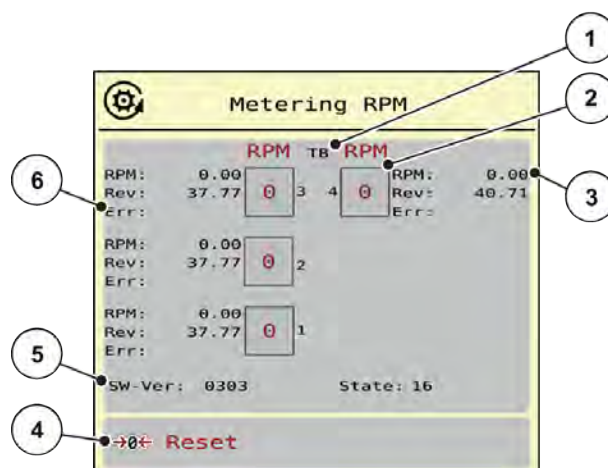 1
Metering RPM
2
RPM TB RPM
RPM: 0.00 RPM: 0.00
6 Rev: 37.77 0 3 4 0 Rev: 40.71 3
Err: Err:
RPM: 0.00
Rev: 37.77 0 2
Err:
RPM: 0.00
Rev: 37.77 0 1
Err:
5
SW-Ver: 0303 State: 16
4
→0← Reset